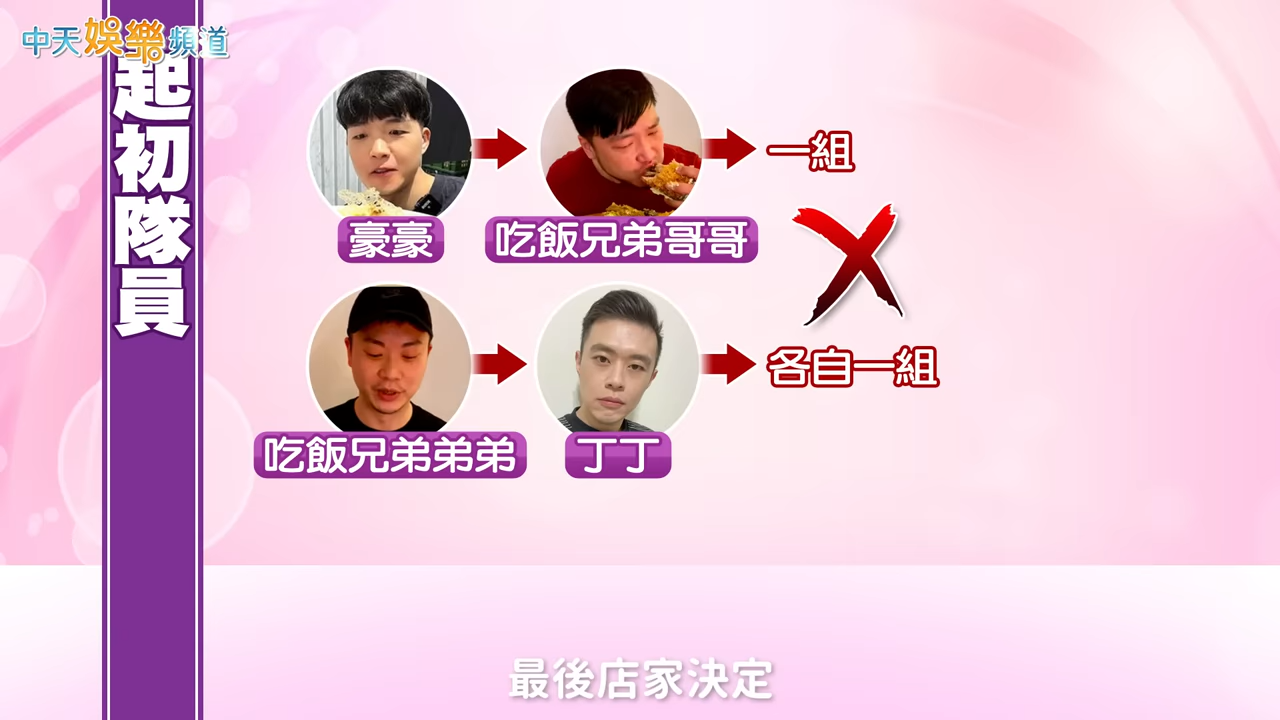 中天娛樂頻道
起初隊員
豪豪
吃飯兄弟哥哥
一組
吃飯兄弟弟弟
丁丁
各自一組
最後店家決定